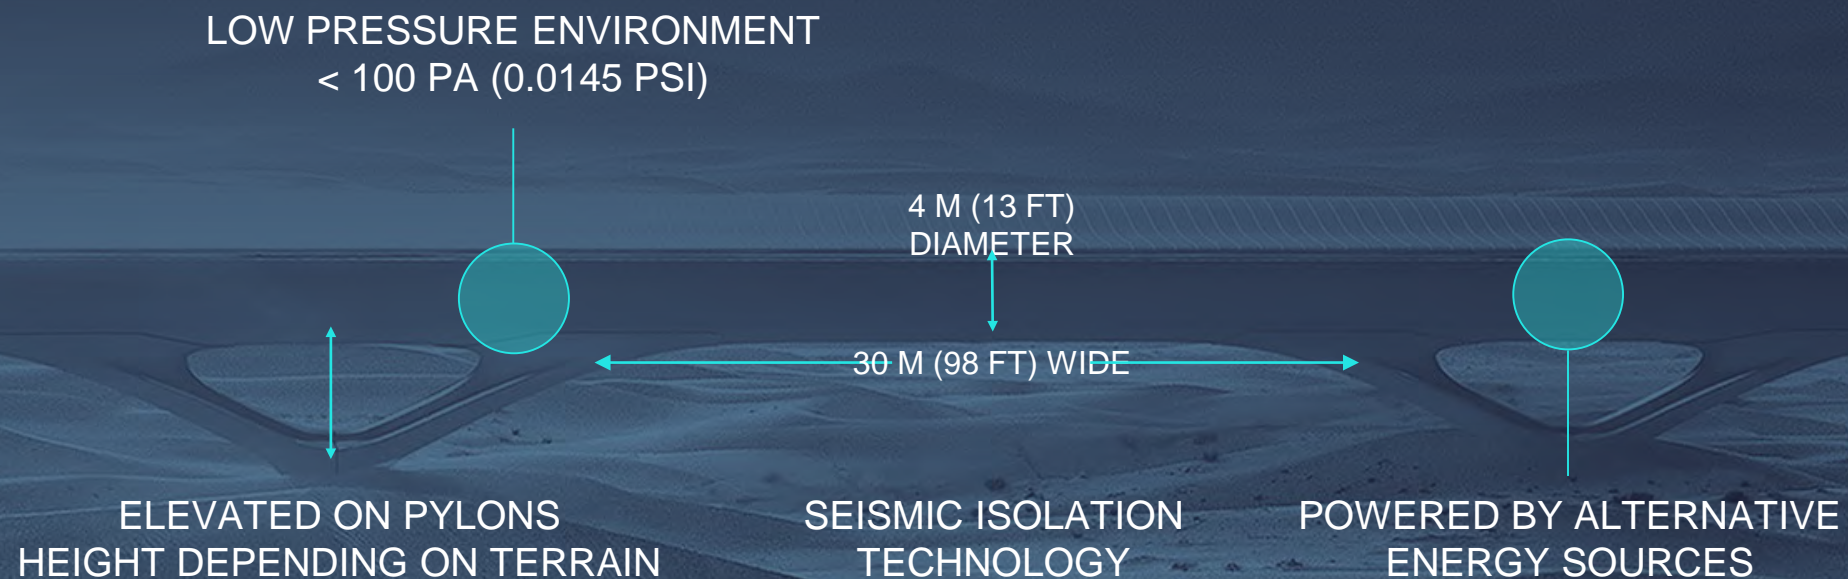 LOW PRESSURE ENVIRONMENT
< 100 PA (0.0145 PSI)
4 M (13 FT)
DIAMETER
30 M (98 FT) WIDE
ELEVATED ON PYLONS
HEIGHT DEPENDING ON TERRAIN
SEISMIC ISOLATION
TECHNOLOGY
POWERED BY ALTERNATIVE
ENERGY SOURCES